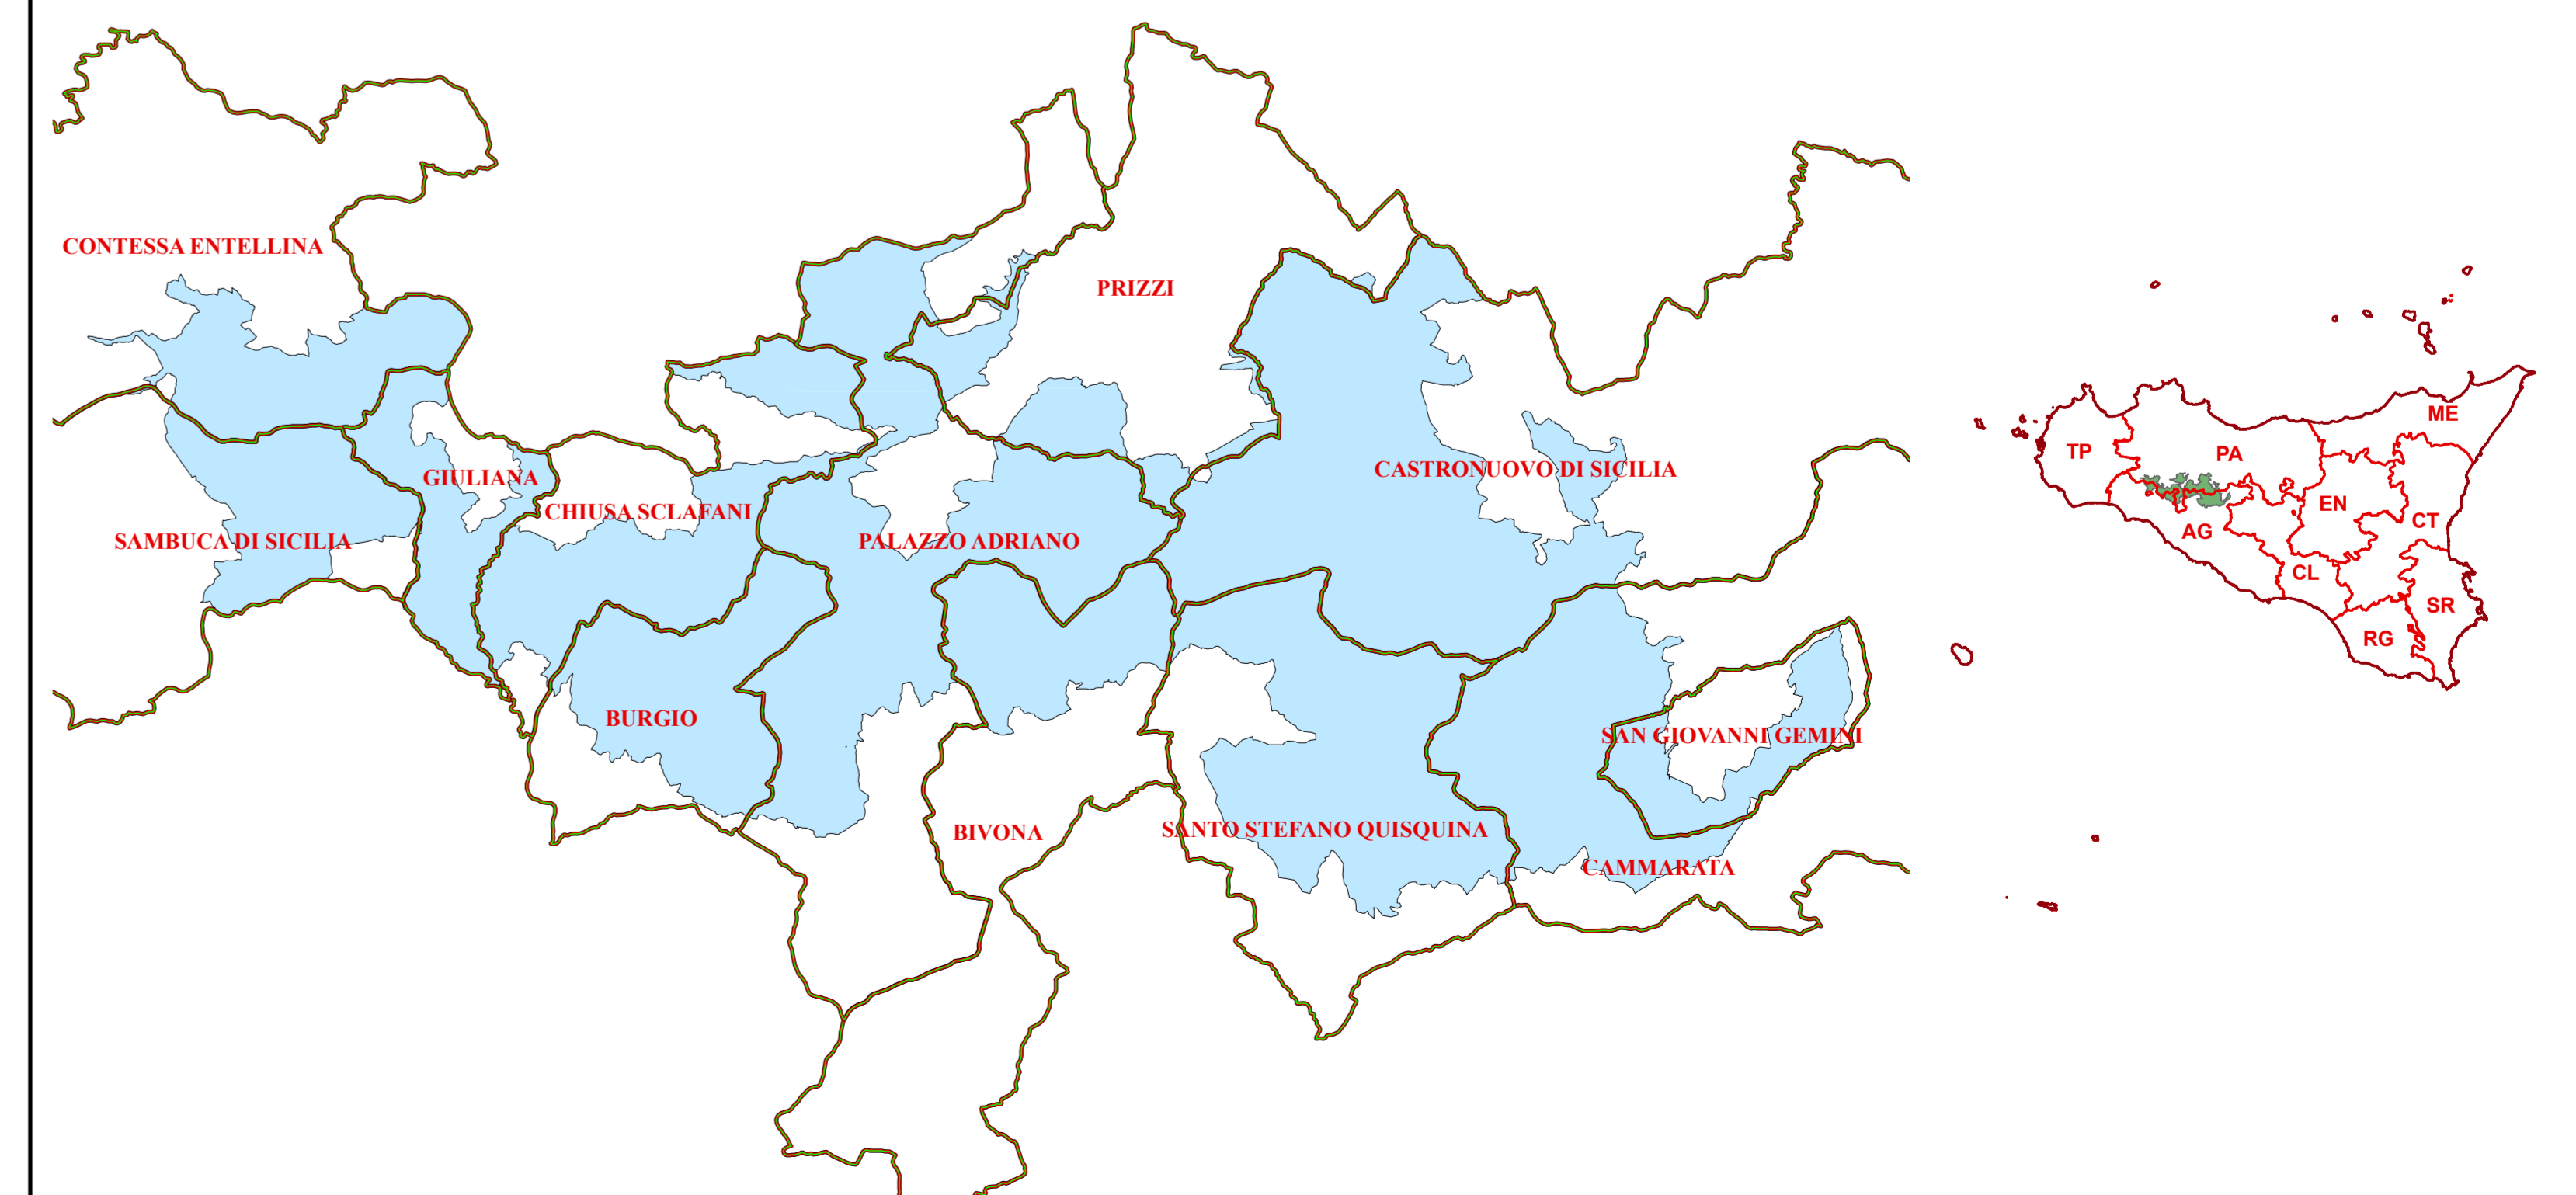 CONTESSA ENTELLINA
PRIZZI
GIULIANA
CASTRONUOVO DI SICILIA
CHIUSA SCLAFANI
SAMBUCA DI SICILIA
PALAZZO ADRIANO
BURGIO
SAN GIOVANNI GEMINI
BIVONA
SANTO STEFANO QUISQUINA
CAMMARATA
ME
TP
PA
EN
CT
AG
CL
SR
RG